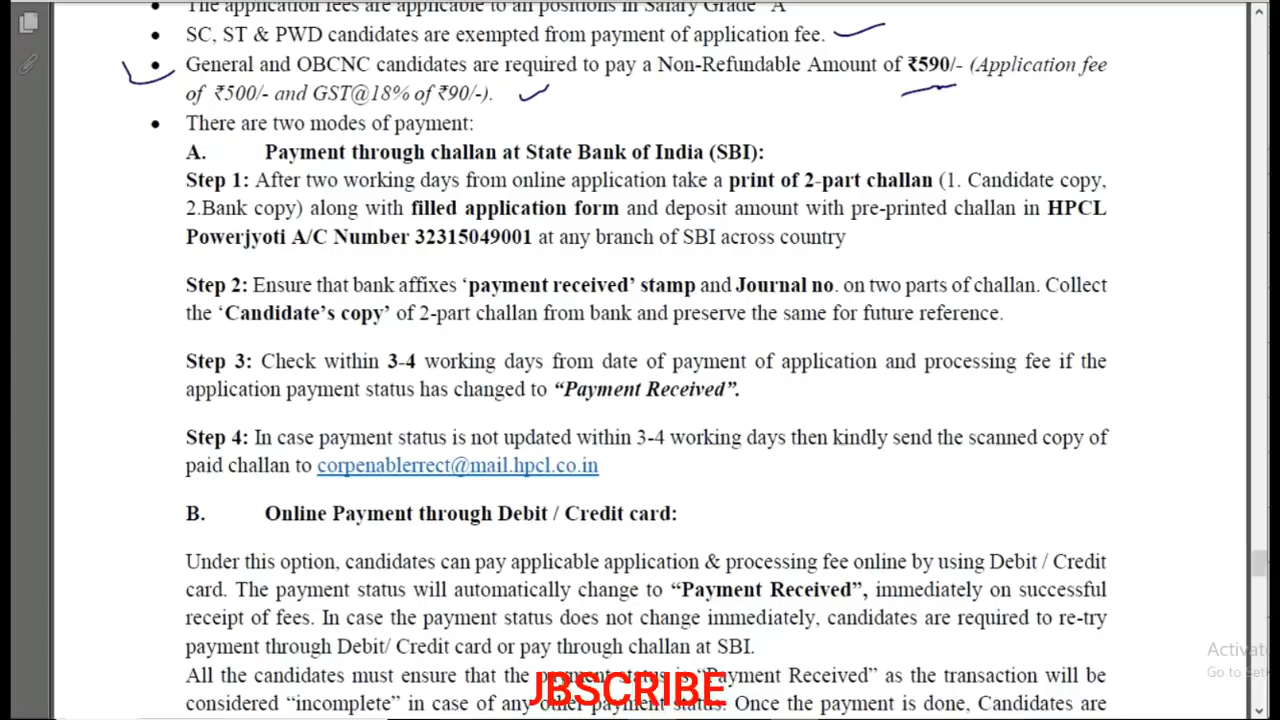 • The application fees are applicable to all positions in Salary Grade "A"
• SC, ST & PWD candidates are exempted from payment of application fee.
• General and OBCNC candidates are required to pay a Non-Refundable Amount of ₹590/- (Application fee
of ₹500/- and GST@18% of ₹90/-).
• There are two modes of payment:
A. Payment through challan at State Bank of India (SBI):
Step 1: After two working days from online application take a print of 2-part challan (1. Candidate copy,
2.Bank copy) along with filled application form and deposit amount with pre-printed challan in HPCL
Powerjyoti A/C Number 32315049001 at any branch of SBI across country
Step 2: Ensure that bank affixes ‘payment received’ stamp and Journal no. on two parts of challan. Collect
the ‘Candidate’s copy’ of 2-part challan from bank and preserve the same for future reference.
Step 3: Check within 3-4 working days from date of payment of application and processing fee if the
application payment status has changed to “Payment Received”.
Step 4: In case payment status is not updated within 3-4 working days then kindly send the scanned copy of
paid challan to corpenablerrect@mail.hpcl.co.in
B. Online Payment through Debit / Credit card:
Under this option, candidates can pay applicable application & processing fee online by using Debit / Credit
card. The payment status will automatically change to “Payment Received”, immediately on successful
receipt of fees. In case the payment status does not change immediately, candidates are required to re-try
payment through Debit/ Credit card or pay through challan at SBI.
All the candidates must ensure that the payment status is “Payment Received” as the transaction will be
considered “incomplete” in case of any other payment status. Once the payment is done, Candidates are
JBSCRIBE
Activat
Go to Set